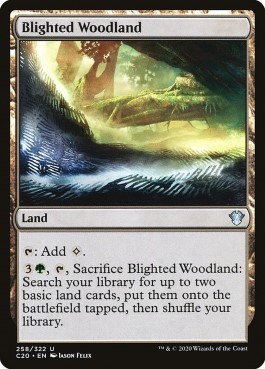 Blighted Woodland
Land
: Add .
3, , Sacrifice Blighted Woodland:
Search your library for up to two
basic land cards, put them onto the
battlefield tapped, then shuffle
your library.
258/322 U
C20 • EN Jason Felix
™ & © 2020 Wizards of the Coast